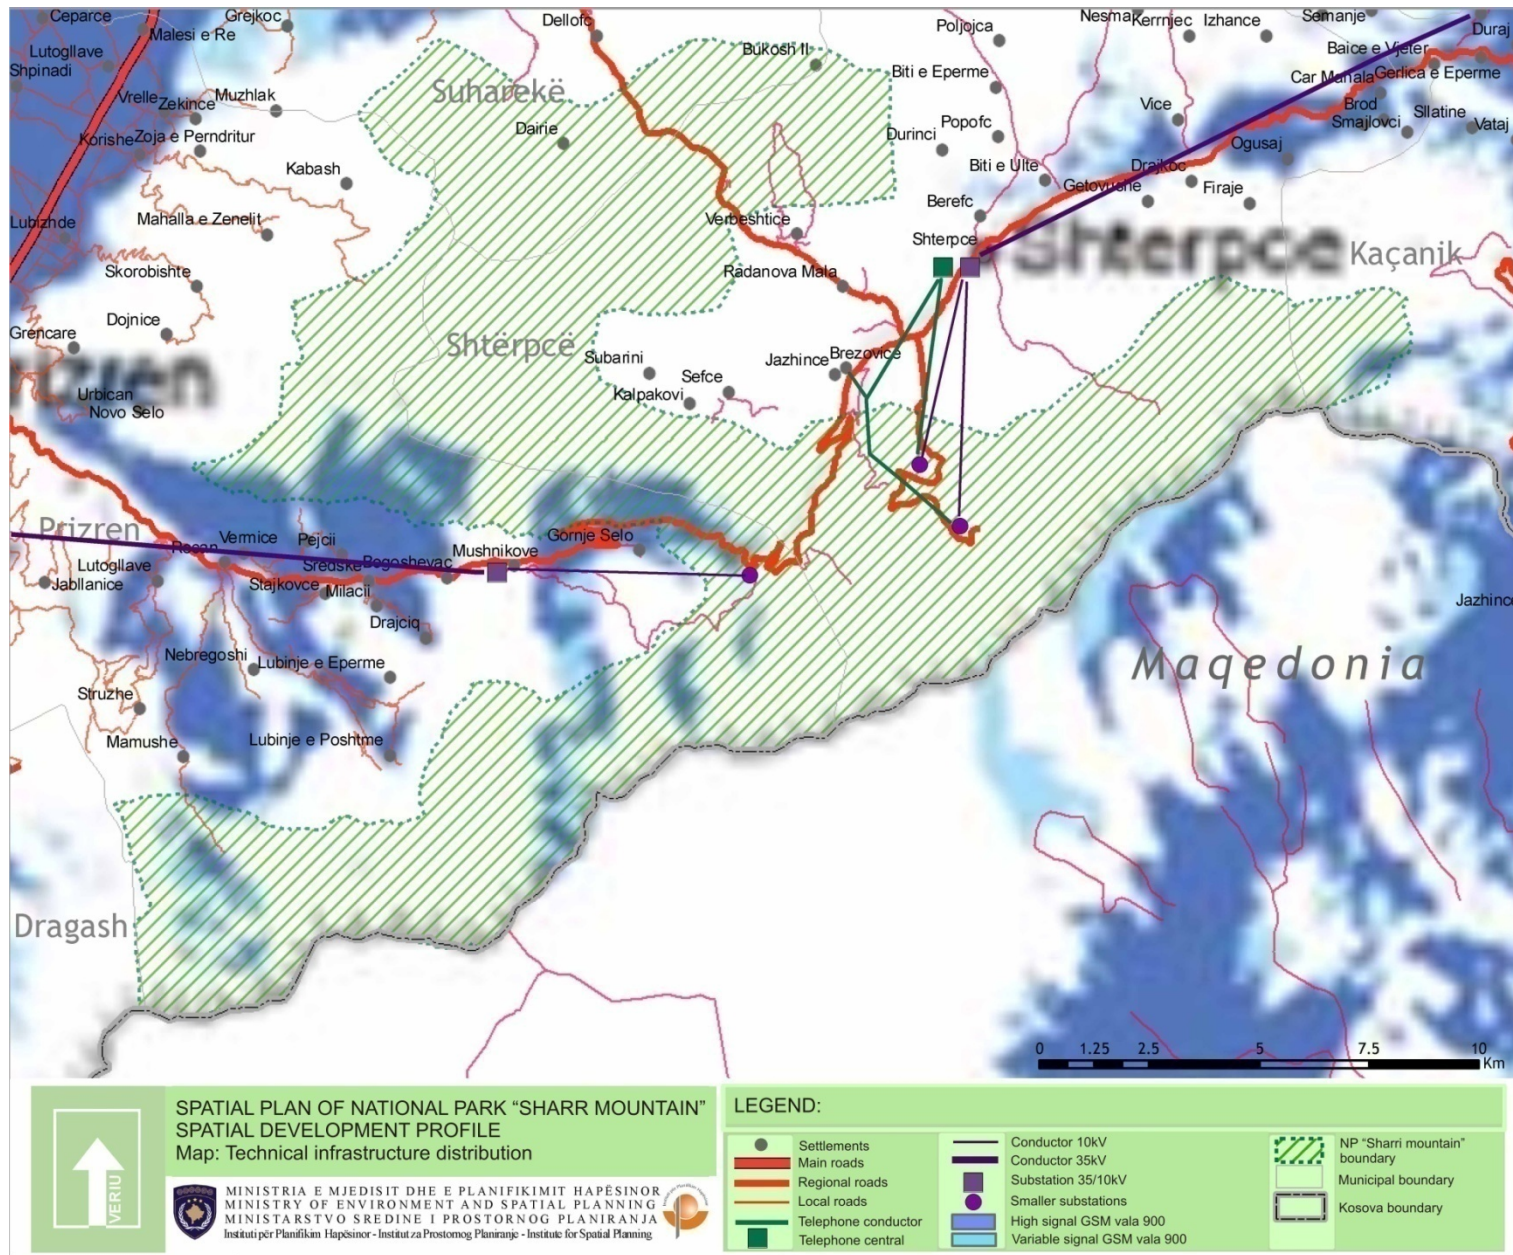 Ceparce
Grejkoc
Malesi e Re
Lutogllave
Shpinadi
Vrelle
Zekince
Muzhlak
Korishe
Zoja e Perndritur
Kabash
Lubizhde
Mahalla e Zenelit
Skorobishte
Dojnice
Grencare
Urbican
Novo Selo
Dellofc
Bukosh II
Suharekë
Dairie
Verbeshtice
Radanova Mala
Shtërpcë
Subarini
Kalpakovi
Sefce
Jazhince
Brezovice
Poljojca
Nesmak
Kerrnjec
Izhance
Semanje
Duraj
Baice e Vjeter
Biti e Eperme
Car Manala
Gerlica e Eperme
Vice
Brod
Smajlovci
Sllatine
Vataj
Durinci
Popofc
Biti e Ulte
Drajkoc
Ogusaj
Getovushe
Firaje
Berefc
Shterpce
Shterpce
Kaçanik
Prizren
Vermice
Pejcii
Lutogllave
Jabllanice
Sredske
Begoshevac
Mushnikove
Gornje Selo
Stajkovce
Milacii
Drajciq
Nebregoshi
Lubinje e Eperme
Struzhe
Mamushe
Lubinje e Poshtme
Jazhince
Maqedonia
Dragash
0 1.25 2.5 5 7.5 10
Km
VERIU
SPATIAL PLAN OF NATIONAL PARK “SHARR MOUNTAIN”
SPATIAL DEVELOPMENT PROFILE
Map: Technical infrastructure distribution
MINISTRIA E MJEDISIT DHE E PLANIFIKIMIT HAPËSINOR
MINISTRY OF ENVIRONMENT AND SPATIAL PLANNING
MINISTARSTVO SREDINE I PROSTORNOG PLANIRANJA
Instituti për Planifikim Hapësinor - Institut za Prostorno Planiranje - Institute for Spatial Planning
LEGEND:
Settlements
Main roads
Regional roads
Local roads
Telephone conductor
Telephone central
Conductor 10kV
Conductor 35kV
Substation 35/10kV
Smaller substations
High signal GSM vala 900
Variable signal GSM vala 900
NP “Sharri mountain”
boundary
Municipal boundary
Kosova boundary